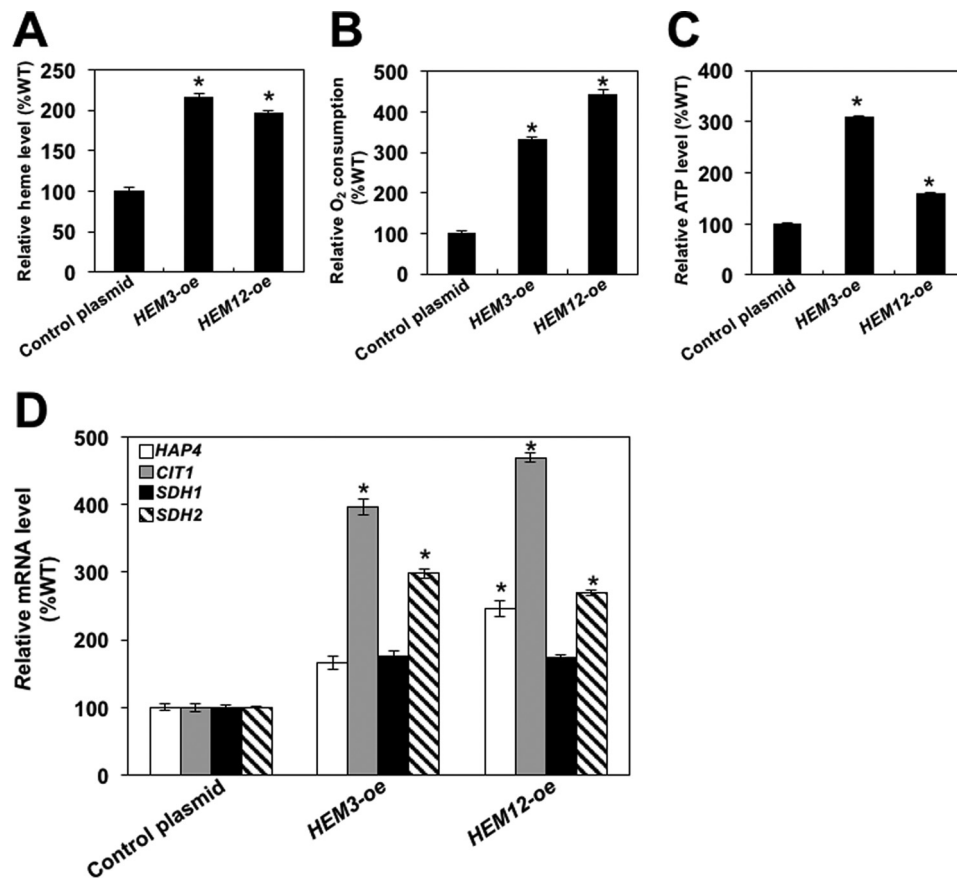 A
Relative heme level (%WT)
250
200
150
100
50
0
Control plasmid
HEM3-oe
HEM12-oe
*
*
B
Relative O₂ consumption
(%WT)
500
400
300
200
100
0
Control plasmid
HEM3-oe
HEM12-oe
*
*
C
Relative ATP level (%WT)
400
300
200
100
0
Control plasmid
HEM3-oe
HEM12-oe
*
*
D
Relative mRNA level
(%WT)
500
400
300
200
100
0
HAP4
CIT1
SDH1
SDH2
*
*
*
*
*
Control plasmid
HEM3-oe
HEM12-oe